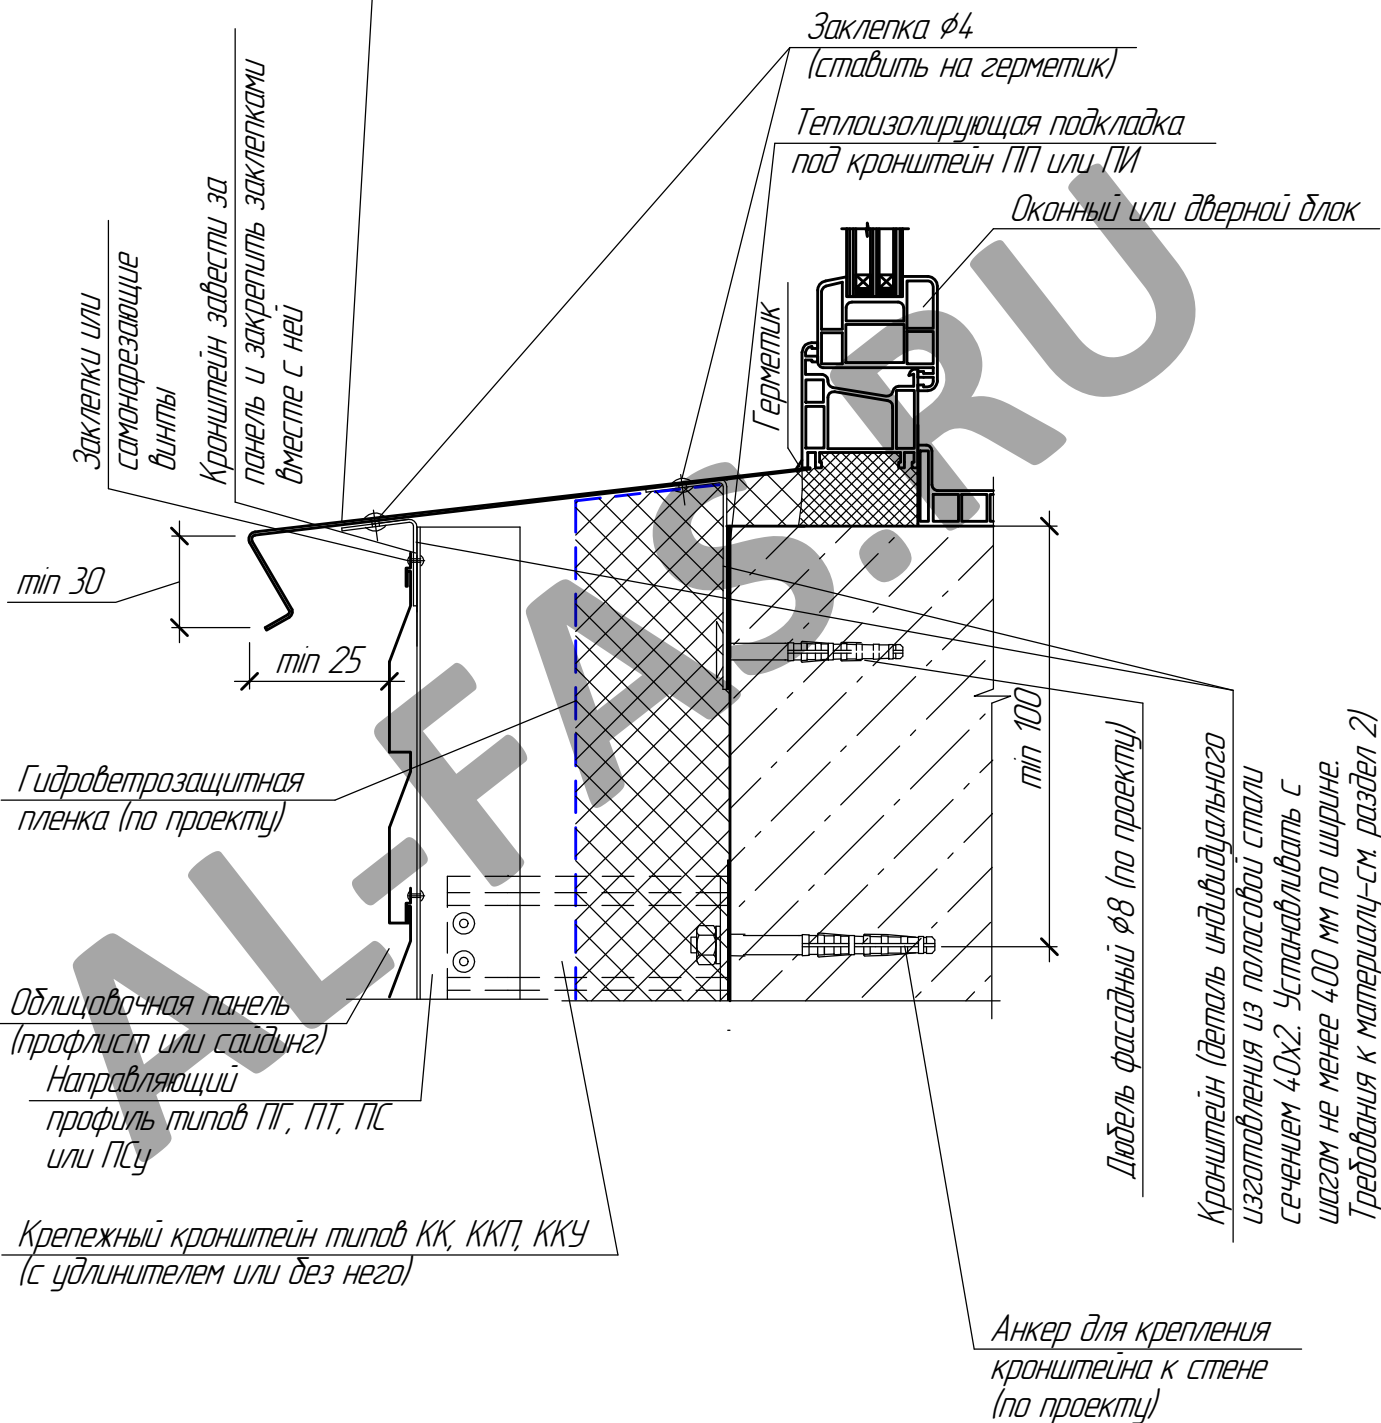 Заклепка ϕ4
(ставить на герметик)
Теплоизолирующая подкладка
под кронштейн ПП или ПИ
Оконный или дверной блок
Герметик
Заклепки или
самонарезающие
винты
Кронштейн завести за
панель и закрепить заклепками
вместе с ней
min 30
min 25
min 100
Гидроветрозащитная
пленка (по проекту)
Облицовочная панель
(профлист или сайдинг)
Направляющий
профиль типов ПГ, ПТ, ПС
или ПСу
Крепежный кронштейн типов КК, ККП, ККУ
(с удлинителем или без него)
Дюбель фасадный ϕ8 (по проекту)
Кронштейн (деталь индивидуального
изготовления из полосовой стали
сечением 40х2. Устанавливать с
шагом не менее 400 мм по ширине.
Требования к материалу-см. раздел 2)
Анкер для крепления
кронштейна к стене
(по проекту)
AL-FAS.RU